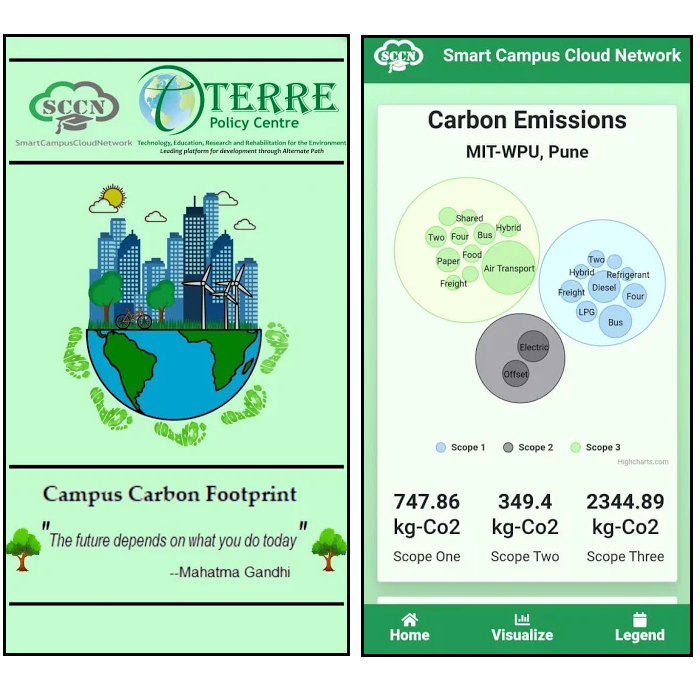 SCCN
SmartCampusCloudNetwork
TERRE
Policy Centre
Technology, Education, Research and Rehabilitation for the Environment
Leading platform for development through Alternate Path
Campus Carbon Footprint
"The future depends on what you do today"
--Mahatma Gandhi
SCCN
Smart Campus Cloud Network
Carbon Emissions
MIT-WPU, Pune
Shared
Hybrid
Two
Four
Bus
Food
Paper
Air Transport
Freight
Two
Hybrid
Refrigerant
Diesel
Freight
Four
LPG
Bus
Electric
Offset
Scope 1
Scope 2
Scope 3
Highcharts.com
747.86
kg-Co2
Scope One
349.4
kg-Co2
Scope Two
2344.89
kg-Co2
Scope Three
Home
Visualize
Legend